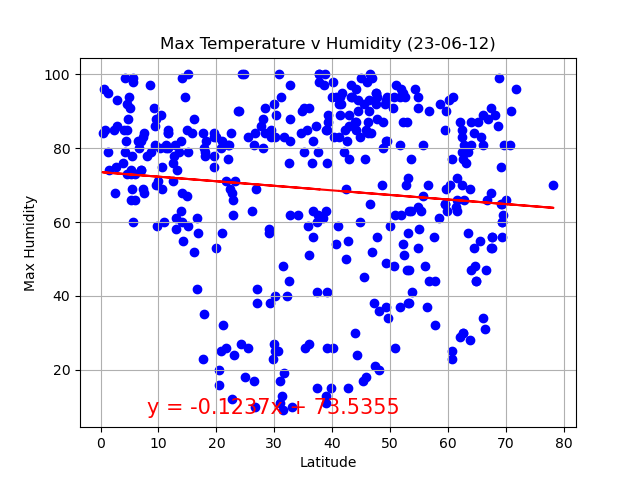 Max Temperature v Humidity (23-06-12)
100
80
60
40
20
Max Humidity
y = -0.1237x + 73.5355
0 10 20 30 40 50 60 70 80
Latitude